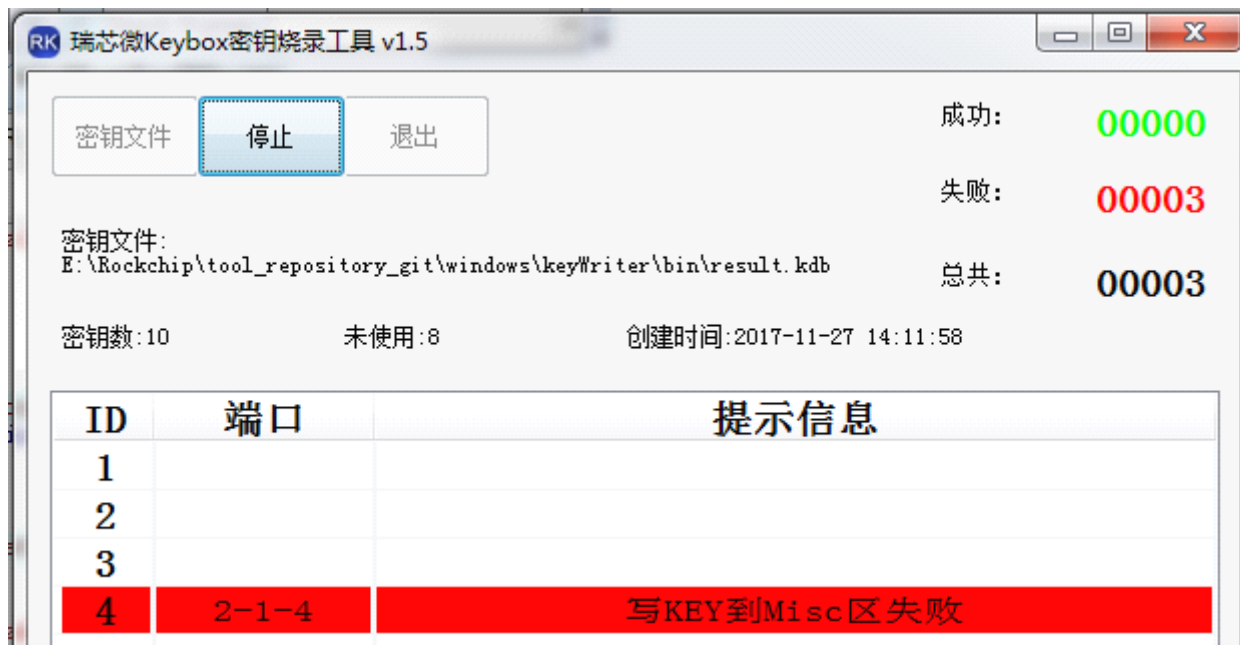 RK 瑞芯微Keybox密钥烧录工具 v1.5
密钥文件 停止 退出
成功: 00000
失败: 00003
密钥文件:
E:\Rockchip\tool_repository_git\windows\keyWriter\bin\result.kdb
总共: 00003
密钥数:10 未使用:8 创建时间:2017-11-27 14:11:58
ID 端口 提示信息
1
2
3
4 2-1-4 写KEY到Misc区失败